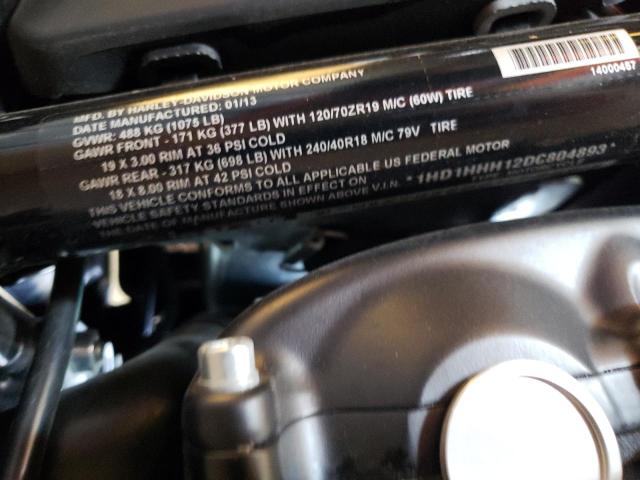 MFD. BY HARLEY-DAVIDSON MOTOR COMPANY
DATE MANUFACTURED: 01/13
GVWR: 488 KG (1075 LB)
GAWR FRONT - 171 KG (377 LB) WITH 120/70ZR19 M/C (60W) TIRE
19 X 3.00 RIM AT 36 PSI COLD
GAWR REAR - 317 KG (698 LB) WITH 240/40R18 M/C 79V TIRE
18 X 8.00 RIM AT 42 PSI COLD
THIS VEHICLE CONFORMS TO ALL APPLICABLE US FEDERAL MOTOR
VEHICLE SAFETY STANDARDS IN EFFECT ON
THE DATE OF MANUFACTURE SHOWN ABOVE V.I.N.
*1HD1HHH12DC804893*
14000457